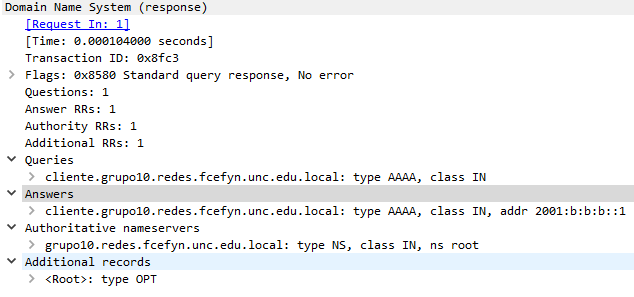 Domain Name System (response)
[Request In: 1]
[Time: 0.000104000 seconds]
Transaction ID: 0x8fc3
Flags: 0x8580 Standard query response, No error
Questions: 1
Answer RRs: 1
Authority RRs: 1
Additional RRs: 1
Queries
cliente.grupo10.redes.fcefyn.unc.edu.local: type AAAA, class IN
Answers
cliente.grupo10.redes.fcefyn.unc.edu.local: type AAAA, class IN, addr 2001:b:b:b::1
Authoritative nameservers
grupo10.redes.fcefyn.unc.edu.local: type NS, class IN, ns root
Additional records
<Root>: type OPT